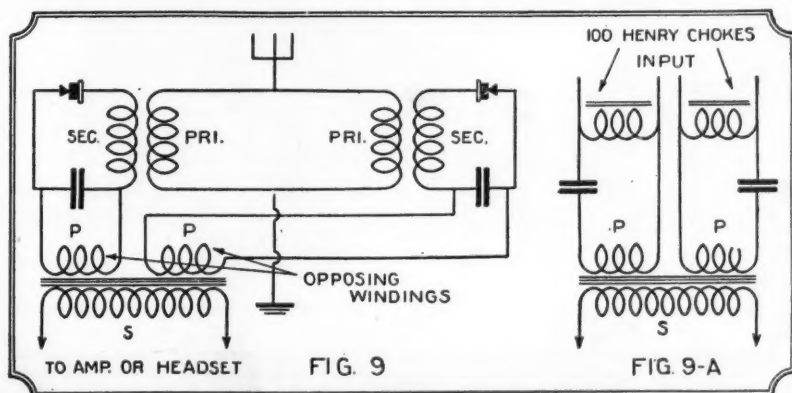 100 HENRY CHOKES
INPUT
SEC.
PRI.
PRI.
SEC.
P
P
P
P
OPPOSING
WINDINGS
S
S
TO AMP. OR HEADSET
FIG. 9
FIG. 9-A